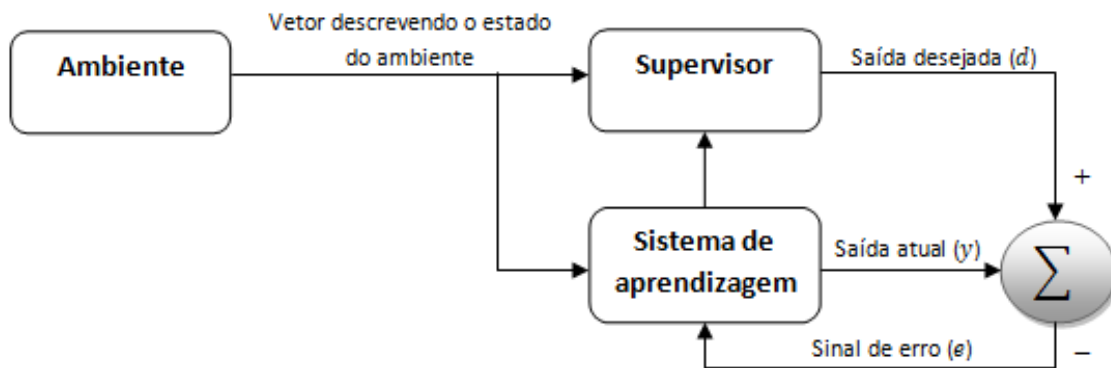 Vetor descrevendo o estado
do ambiente
Ambiente
Supervisor
Saída desejada (d)
+
Sistema de
aprendizagem
Saída atual (y)
∑
Sinal de erro (e)
−